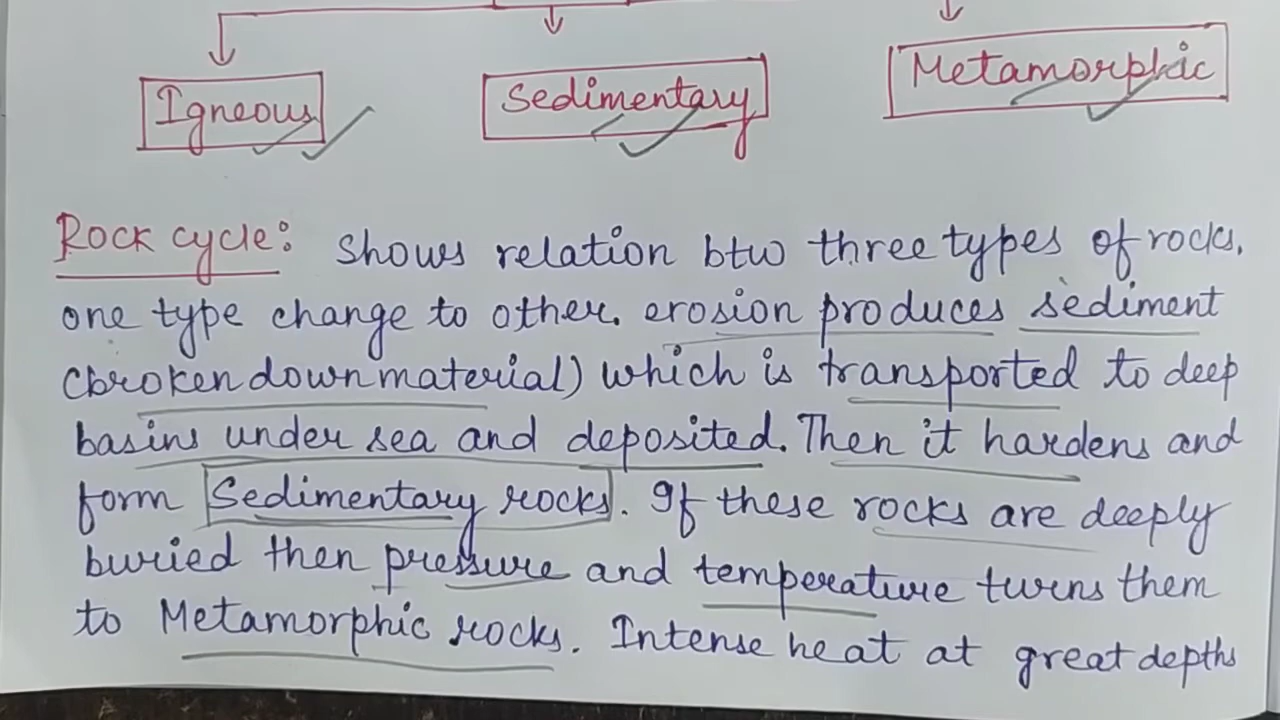 Igneous
Sedimentary
Metamorphic
Rock cycle: Shows relation btw three types of rocks.
one type change to other. erosion produces sediment
(broken down material) which is transported to deep
basins under sea and deposited. Then it hardens and
form Sedimentary rocks. If these rocks are deeply
buried then pressure and temperature turns them
to Metamorphic rocks. Intense heat at great depths